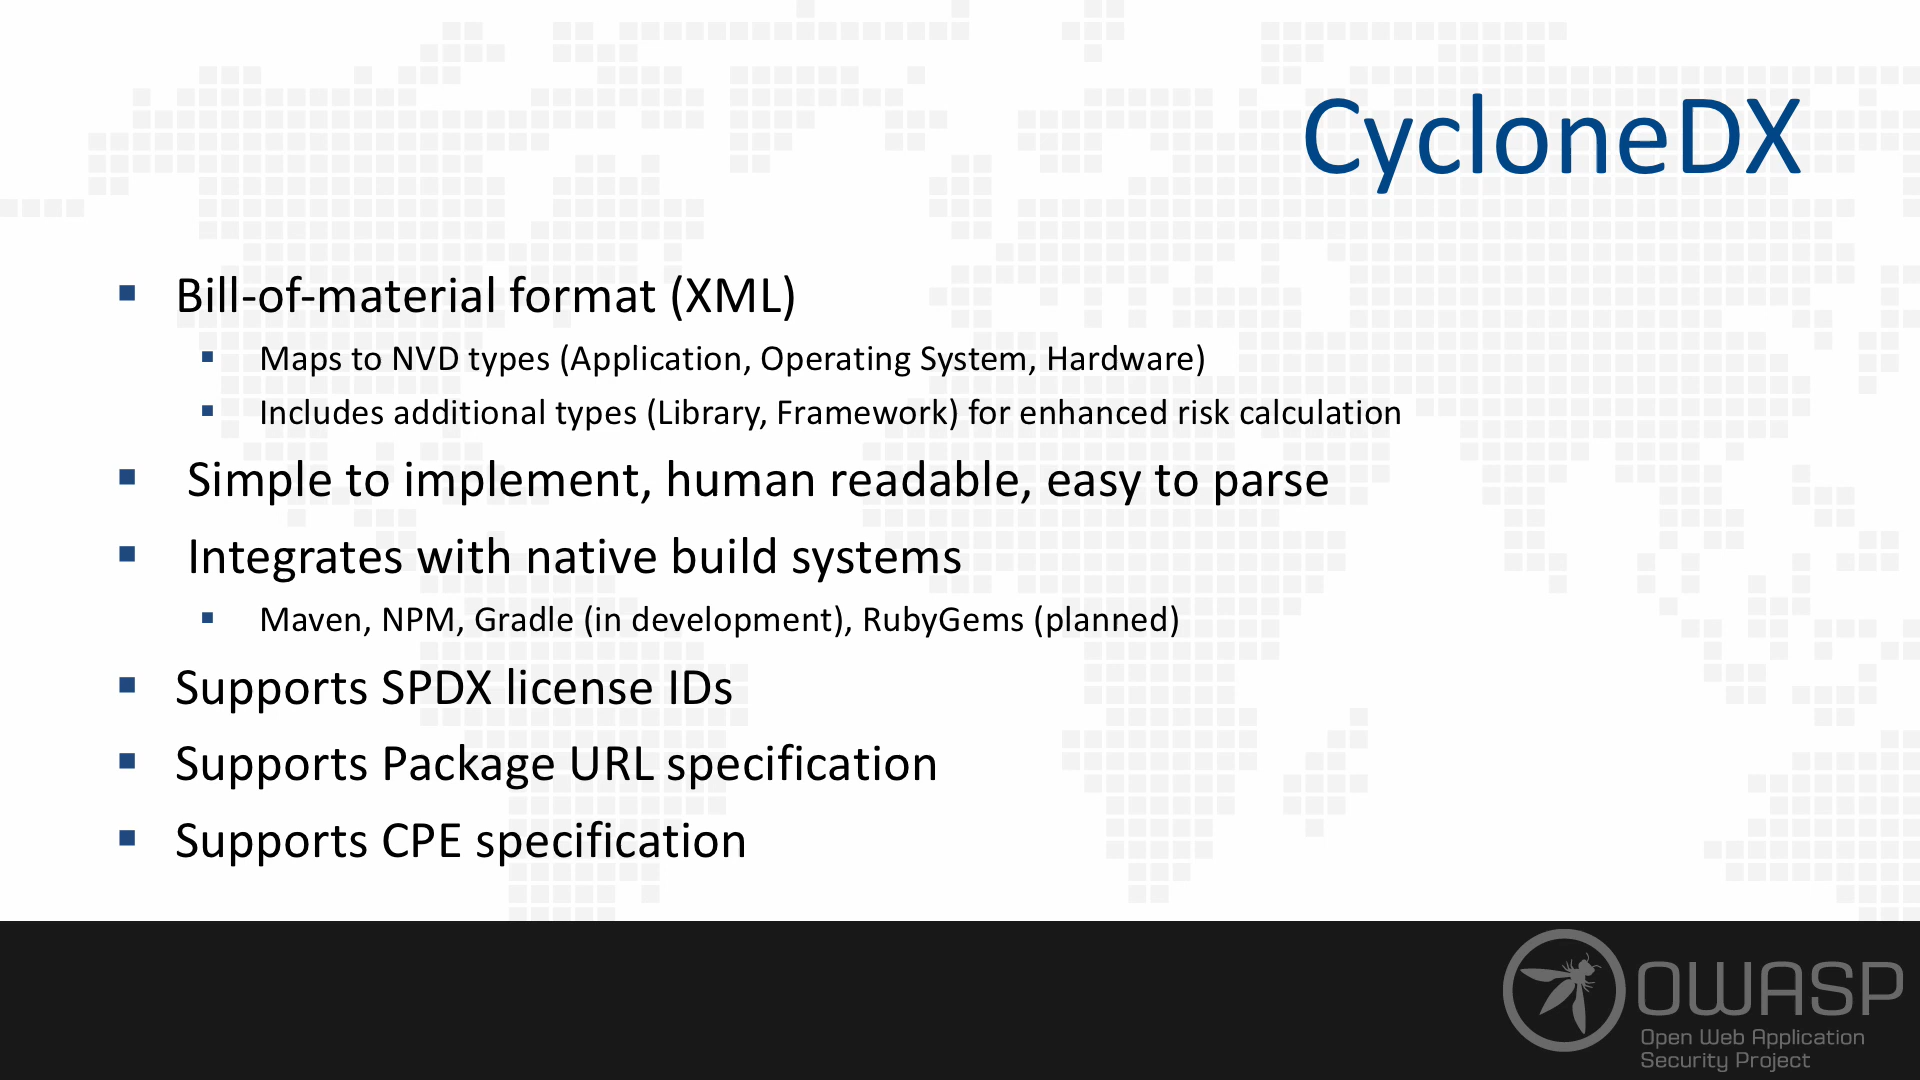 CycloneDX
▪ Bill-of-material format (XML)
▪ Maps to NVD types (Application, Operating System, Hardware)
▪ Includes additional types (Library, Framework) for enhanced risk calculation
▪ Simple to implement, human readable, easy to parse
▪ Integrates with native build systems
▪ Maven, NPM, Gradle (in development), RubyGems (planned)
▪ Supports SPDX license IDs
▪ Supports Package URL specification
▪ Supports CPE specification
OWASP
Open Web Application
Security Project